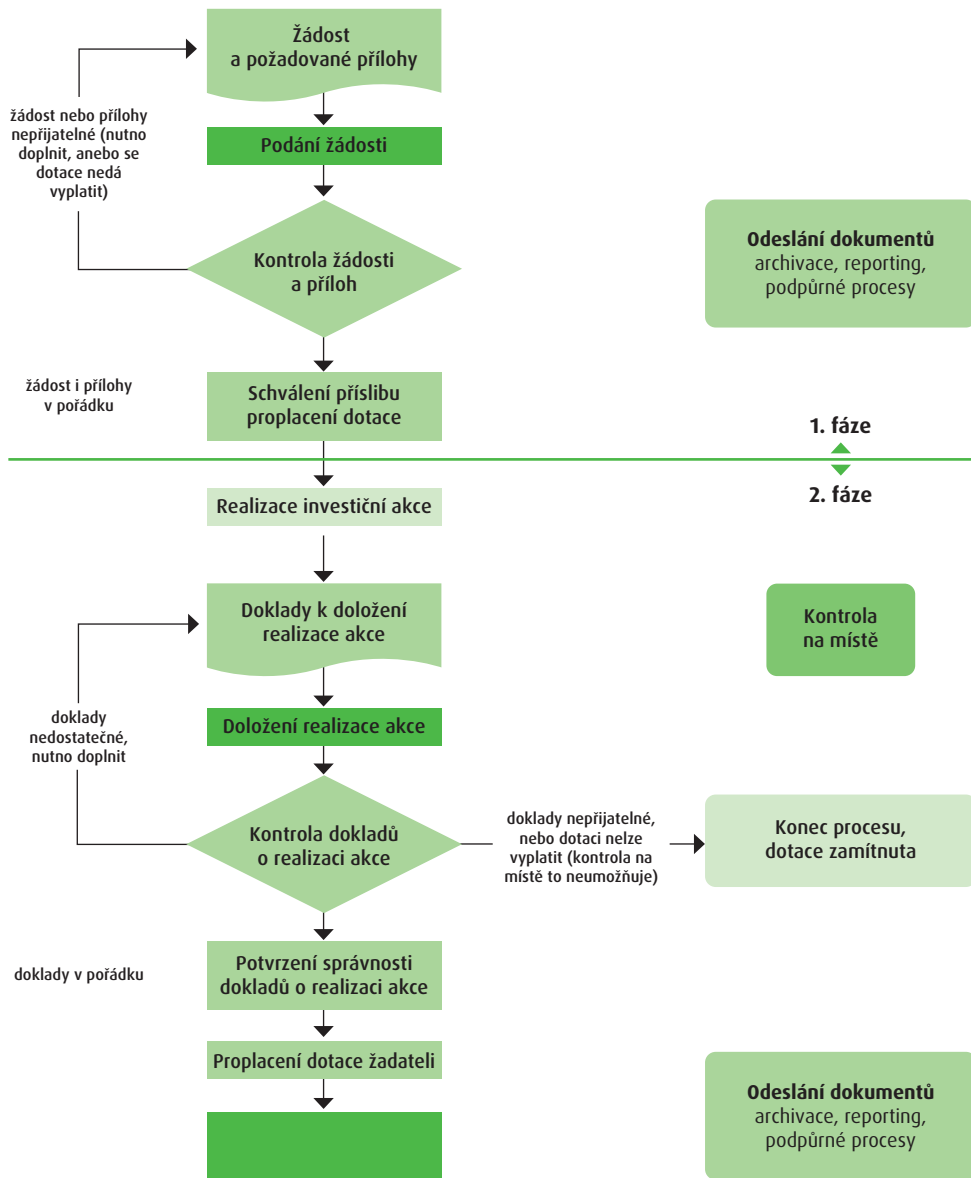 Žádost
a požadované přílohy
žádost nebo přílohy
nepřijatelné (nutno
doplnit, anebo se
dotace nedá
vyplatit)
Podání žádosti
Kontrola žádosti
a příloh
Odeslání dokumentů
archivace, reporting,
podpůrné procesy
žádost i přílohy
v pořádku
Schválení příslibu
proplacení dotace
1. fáze
2. fáze
Realizace investiční akce
Doklady k doložení
realizace akce
Kontrola
na místě
doklady
nedostatečné,
nutno doplnit
Doložení realizace akce
Kontrola dokladů
o realizaci akce
doklady nepřijatelné,
nebo dotaci nelze
vyplatit (kontrola na
místě to neumožňuje)
Konec procesu,
dotace zamítnuta
doklady v pořádku
Potvrzení správnosti
dokladů o realizaci akce
Proplacení dotace žadateli
Odeslání dokumentů
archivace, reporting,
podpůrné procesy